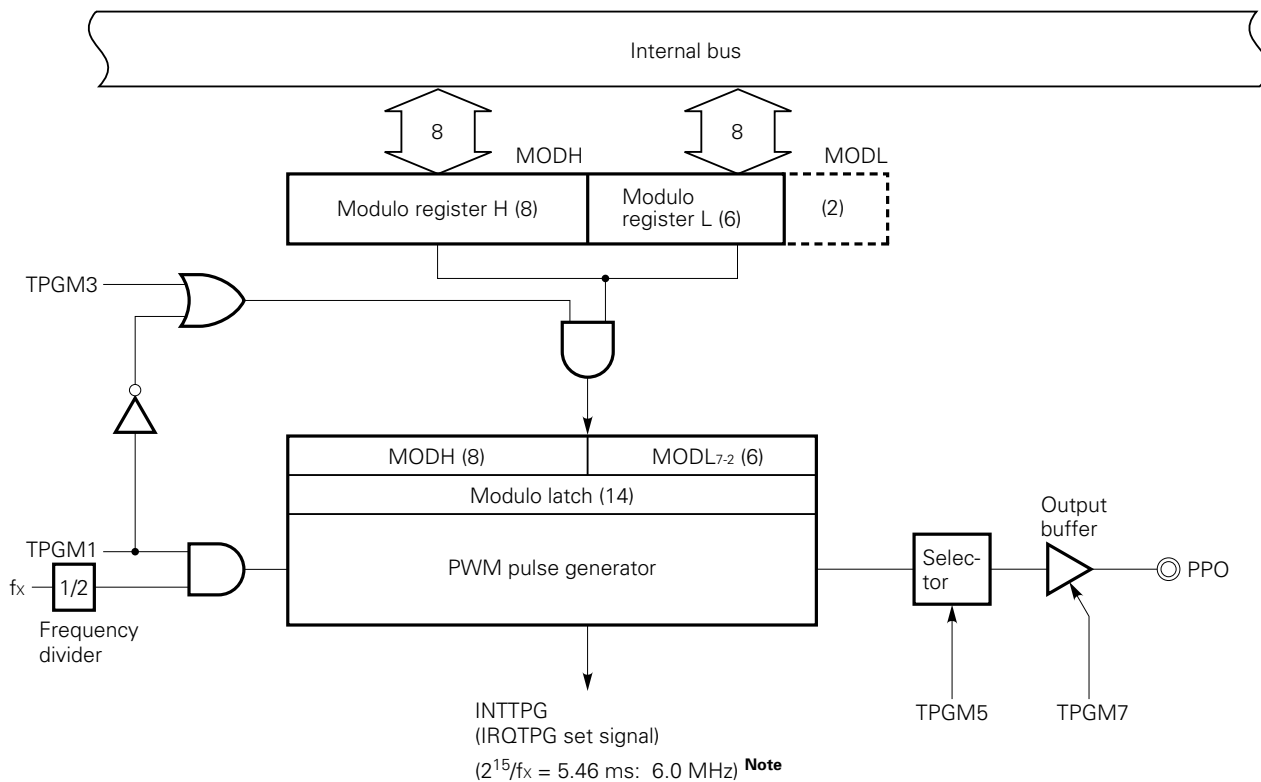 Internal bus
8
8
MODH
MODL
Modulo register H (8)
Modulo
register L (6)
(2)
TPGM3
MODH (8)
MODL7-2 (6)
Modulo latch (14)
Output
buffer
TPGM1
PWM pulse generator
Selec-
tor
PPO
fX
1/2
Frequency
divider
INTTPG
(IRQTPG set signal)
(2^15/fX = 5.46 ms: 6.0 MHz) Note
TPGM5
TPGM7